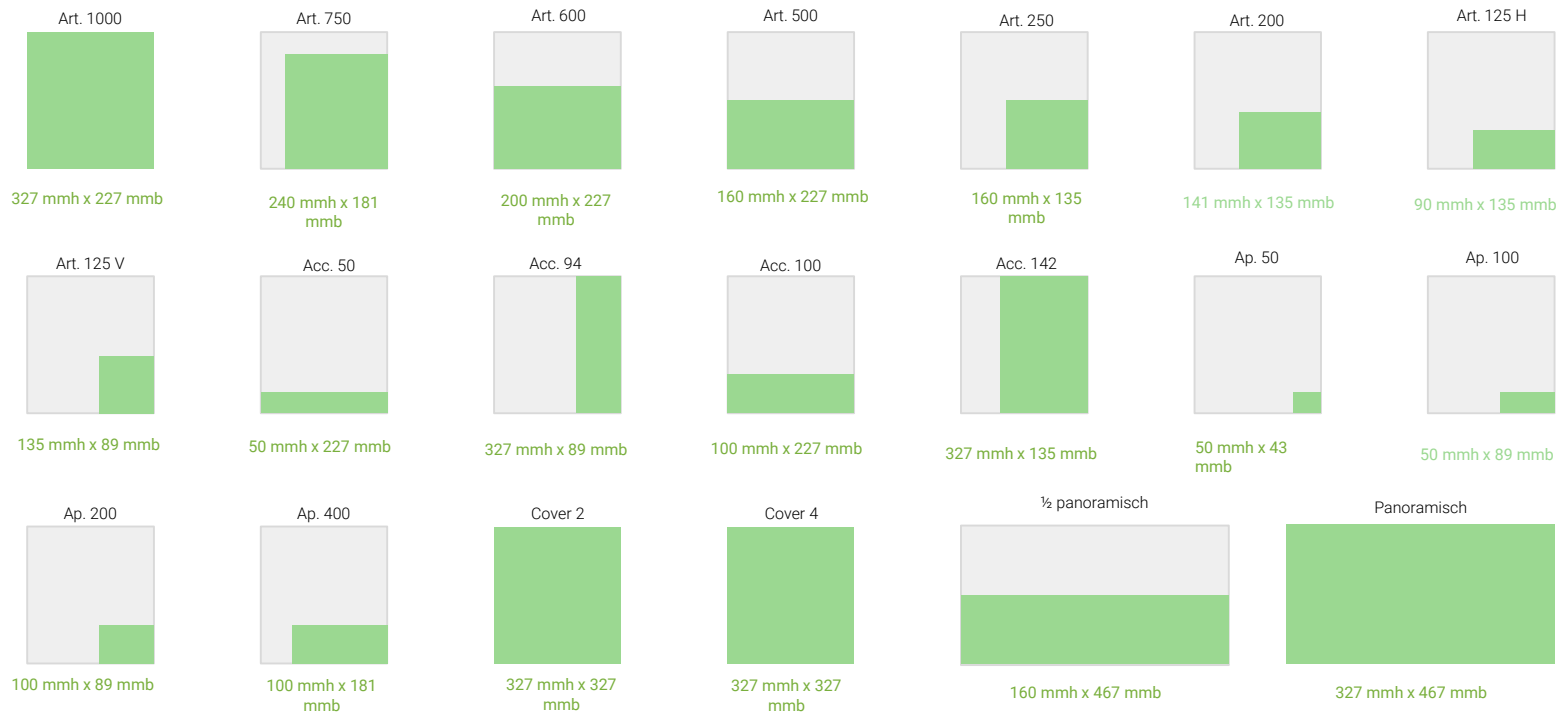 Art. 1000
Art. 750
Art. 600
Art. 500
Art. 250
Art. 200
Art. 125 H
327 mmh x 227 mmb
240 mmh x 181
mmb
200 mmh x 227
mmb
160 mmh x 227 mmb
160 mmh x 135
mmb
141 mmh x 135 mmb
90 mmh x 135 mmb
Art. 125 V
Acc. 50
Acc. 94
Acc. 100
Acc. 142
Ap. 50
Ap. 100
135 mmh x 89 mmb
50 mmh x 227 mmb
327 mmh x 89 mmb
100 mmh x 227 mmb
327 mmh x 135 mmb
50 mmh x 43
mmb
50 mmh x 89 mmb
Ap. 200
Ap. 400
Cover 2
Cover 4
½ panoramisch
Panoramisch
100 mmh x 89 mmb
100 mmh x 181
mmb
327 mmh x 327
mmb
327 mmh x 327
mmb
160 mmh x 467 mmb
327 mmh x 467 mmb